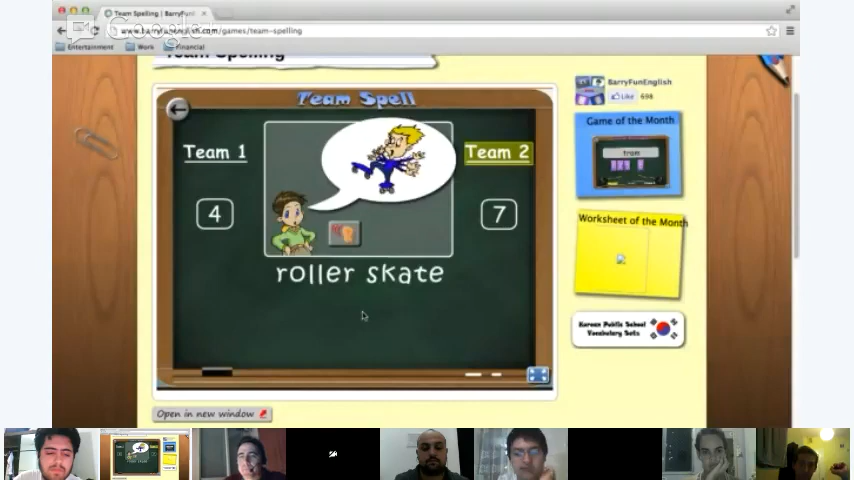 Team Spelling | BarryFunE
Google+
www.barryfunenglish.com/games/team-spelling
Entertainment
Work
Financial
Team Spelling
BarryFunEnglish
Like
698
Team Spell
Game of the Month
Team 1
Team 2
4
7
Worksheet of the Month
roller skate
Korean Public School
Vocabulary Sets
Open in new window